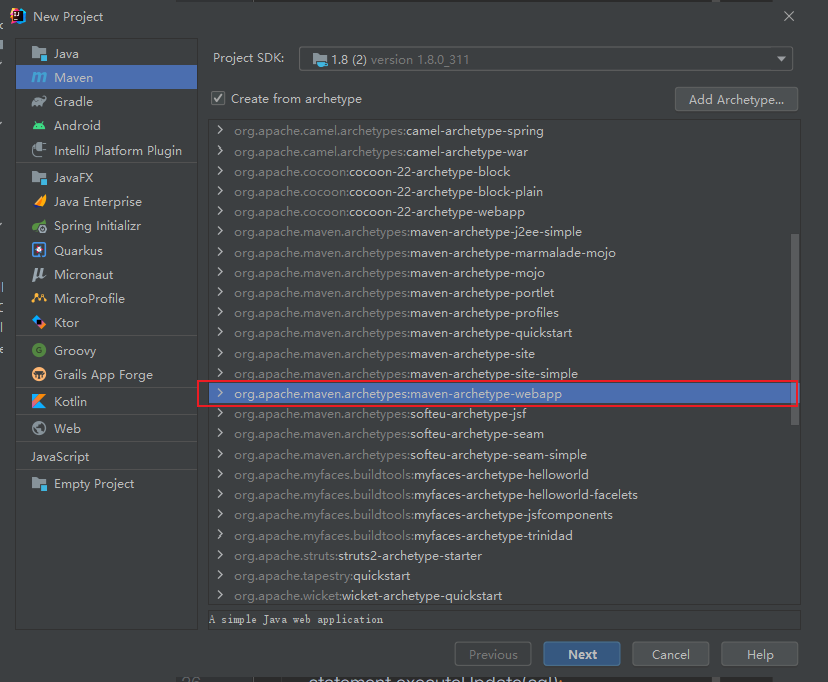 New Project
Java
Maven
Gradle
Android
IntelliJ Platform Plugin
JavaFX
Java Enterprise
Spring Initializr
Quarkus
Micronaut
MicroProfile
Ktor
Groovy
Grails App Forge
Kotlin
Web
JavaScript
Empty Project
Project SDK: 1.8 (2) version 1.8.0_311
Create from archetype
Add Archetype...
org.apache.camel.archetypes:camel-archetype-spring
org.apache.camel.archetypes:camel-archetype-war
org.apache.cocoon:cocoon-22-archetype-block
org.apache.cocoon:cocoon-22-archetype-block-plain
org.apache.cocoon:cocoon-22-archetype-webapp
org.apache.maven.archetypes:maven-archetype-j2ee-simple
org.apache.maven.archetypes:maven-archetype-marmalade-mojo
org.apache.maven.archetypes:maven-archetype-mojo
org.apache.maven.archetypes:maven-archetype-portlet
org.apache.maven.archetypes:maven-archetype-profiles
org.apache.maven.archetypes:maven-archetype-quickstart
org.apache.maven.archetypes:maven-archetype-site
org.apache.maven.archetypes:maven-archetype-site-simple
org.apache.maven.archetypes:maven-archetype-webapp
org.apache.maven.archetypes:softeu-archetype-jsf
org.apache.maven.archetypes:softeu-archetype-seam
org.apache.maven.archetypes:softeu-archetype-seam-simple
org.apache.myfaces.buildtools:myfaces-archetype-helloworld
org.apache.myfaces.buildtools:myfaces-archetype-helloworld-facelets
org.apache.myfaces.buildtools:myfaces-archetype-jsfcomponents
org.apache.myfaces.buildtools:myfaces-archetype-trinidad
org.apache.struts:struts2-archetype-starter
org.apache.tapestry:quickstart
org.apache.wicket:wicket-archetype-quickstart
A simple Java web application
Previous
Next
Cancel
Help
statement.executeUpdate(sql);